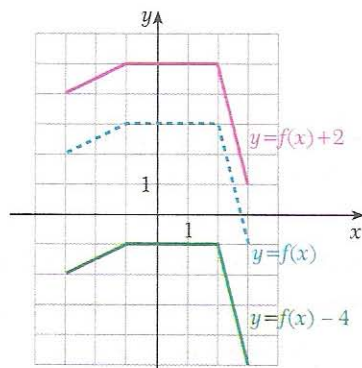 y
y=f(x)+2
1
1
x
y=f(x)
y=f(x) – 4